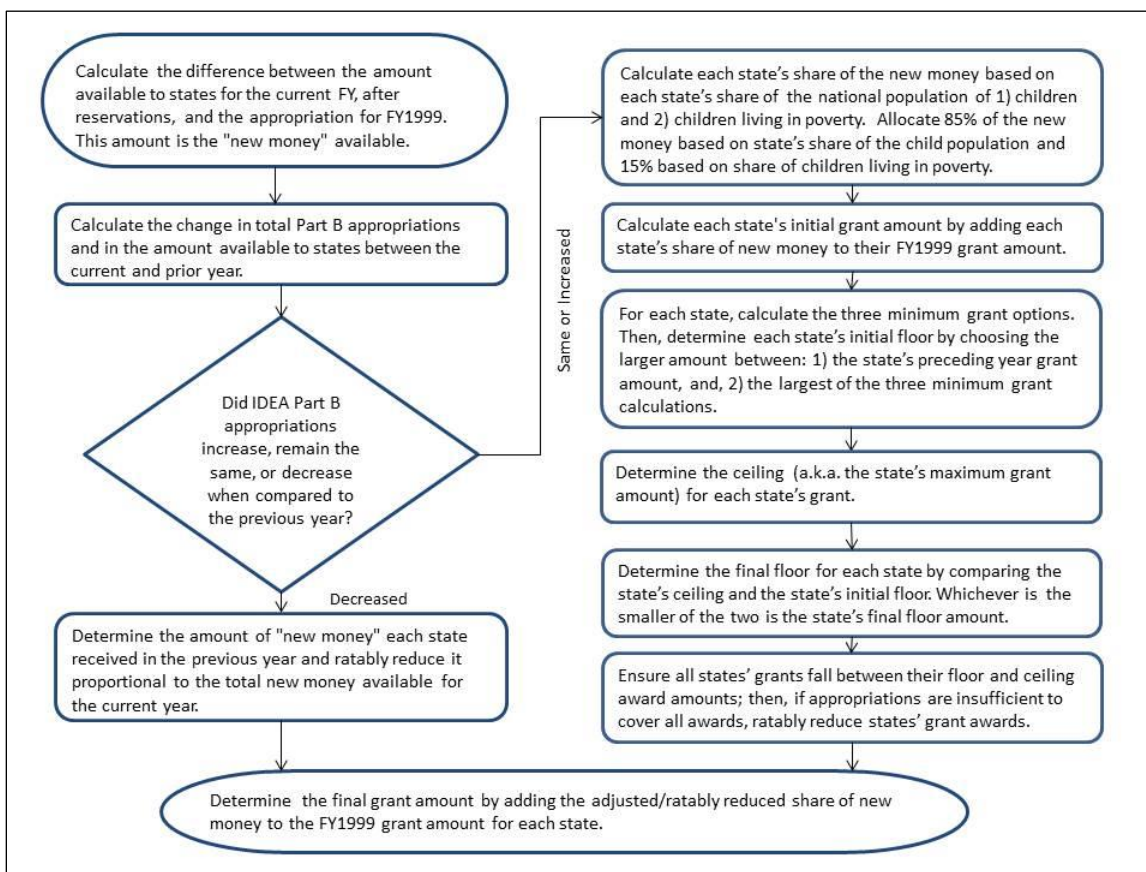 Calculate the difference between the amount
available to states for the current FY, after
reservations, and the appropriation for FY1999.
This amount is the "new money" available.
Calculate the change in total Part B appropriations
and in the amount available to states between the
current and prior year.
Did IDEA Part B
appropriations
increase, remain the
same, or decrease
when compared to
the previous year?
Decreased
Determine the amount of "new money" each state
received in the previous year and ratably reduce it
proportional to the total new money available for
the current year.
Same or Increased
Calculate each state’s share of the new money based on
each state’s share of the national population of 1) children
and 2) children living in poverty. Allocate 85% of the new
money based on state’s share of the child population and
15% based on share of children living in poverty.
Calculate each state's initial grant amount by adding each
state’s share of new money to their FY1999 grant amount.
For each state, calculate the three minimum grant options.
Then, determine each state’s initial floor by choosing the
larger amount between: 1) the state’s preceding year grant
amount, and, 2) the largest of the three minimum grant
calculations.
Determine the ceiling (a.k.a. the state’s maximum grant
amount) for each state’s grant.
Determine the final floor for each state by comparing the
state’s ceiling and the state’s initial floor. Whichever is the
smaller of the two is the state’s final floor amount.
Ensure all states’ grants fall between their floor and ceiling
award amounts; then, if appropriations are insufficient to
cover all awards, ratably reduce states’ grant awards.
Determine the final grant amount by adding the adjusted/ratably reduced share of new
money to the FY1999 grant amount for each state.